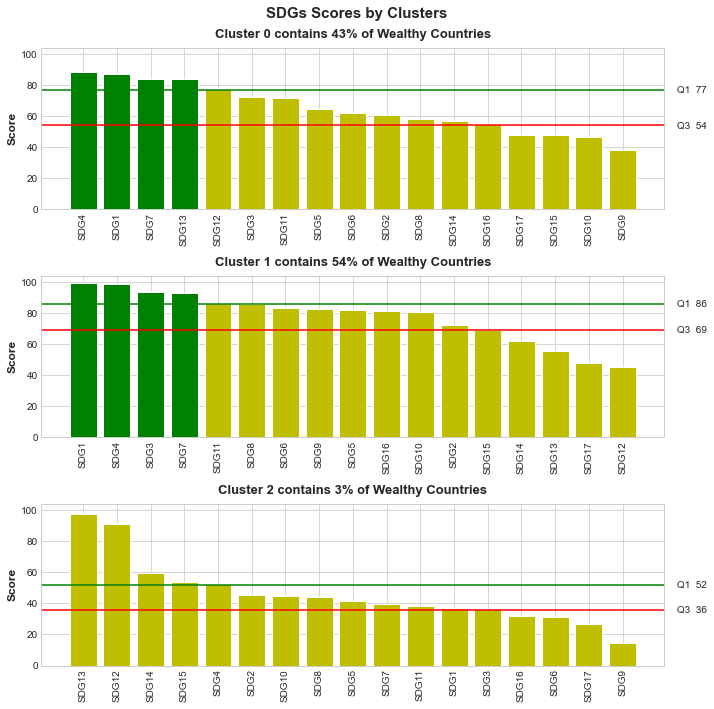 SDGs Scores by Clusters
Cluster 0 contains 43% of Wealthy Countries
Score
100
80
60
40
20
0
Q1 77
Q3 54
SDG4 SDG1 SDG7 SDG13 SDG12 SDG3 SDG11 SDG5 SDG6 SDG2 SDG8 SDG14 SDG16 SDG17 SDG15 SDG10 SDG9
Cluster 1 contains 54% of Wealthy Countries
Score
100
80
60
40
20
0
Q1 86
Q3 69
SDG1 SDG4 SDG3 SDG7 SDG11 SDG8 SDG6 SDG9 SDG5 SDG16 SDG10 SDG2 SDG15 SDG14 SDG13 SDG17 SDG12
Cluster 2 contains 3% of Wealthy Countries
Score
100
80
60
40
20
0
Q1 52
Q3 36
SDG13 SDG12 SDG14 SDG15 SDG4 SDG2 SDG10 SDG8 SDG5 SDG7 SDG11 SDG1 SDG3 SDG16 SDG6 SDG17 SDG9